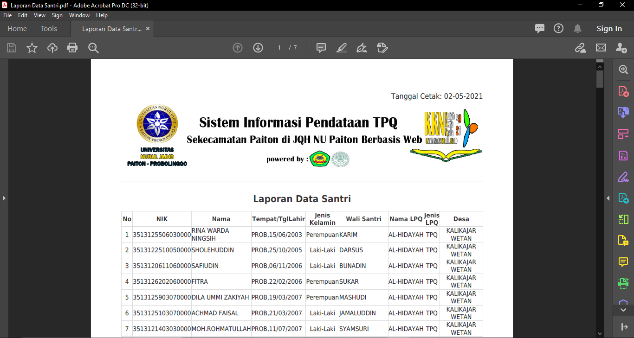 Laporan Data Santri.pdf - Adobe Acrobat Pro DC (32-bit)
File Edit View Sign Window Help
Home Tools Laporan Data Santr... × Sign In
1 / 7
Tanggal Cetak: 02-05-2021
Sistem Informasi Pendataan TPQ
Sekecamatan Paiton di JQH NU Paiton Berbasis Web
UNIVERSITAS
NURUL JADID
PAITON - PROBOLINGGO
powered by :
Laporan Data Santri
No NIK Nama Tempat/TglLahir Jenis Kelamin Wali Santri Nama LPQ Jenis LPQ Desa
1 3513125506030000 RINA WARDA NINGSIH PROB,15/06/2003 Perempuan KARIM AL-HIDAYAH TPQ KALIKAJAR WETAN
2 3513122510050000 SHOLEHUDDIN PROB,25/10/2005 Laki-Laki DARSUS AL-HIDAYAH TPQ KALIKAJAR WETAN
3 3513120611060000 SAFIUDIN PROB,06/11/2006 Laki-Laki BUNADIN AL-HIDAYAH TPQ KALIKAJAR WETAN
4 3513126202060000 FITRA PROB,22/02/2006 Perempuan SUKAR AL-HIDAYAH TPQ KALIKAJAR WETAN
5 3513125903070000 DILA UMMI ZAKIYAH PROB,19/03/2007 Perempuan MASHUDI AL-HIDAYAH TPQ KALIKAJAR WETAN
6 3513125103070000 ACHMAD FAISAL PROB,21/03/2007 Laki-Laki JAMALUDDIN AL-HIDAYAH TPQ KALIKAJAR WETAN
7 3513121403030000 MOH.ROHMATULLAH PROB,11/07/2007 Laki-Laki SYAMSURI AL-HIDAYAH TPQ KALIKAJAR WETAN